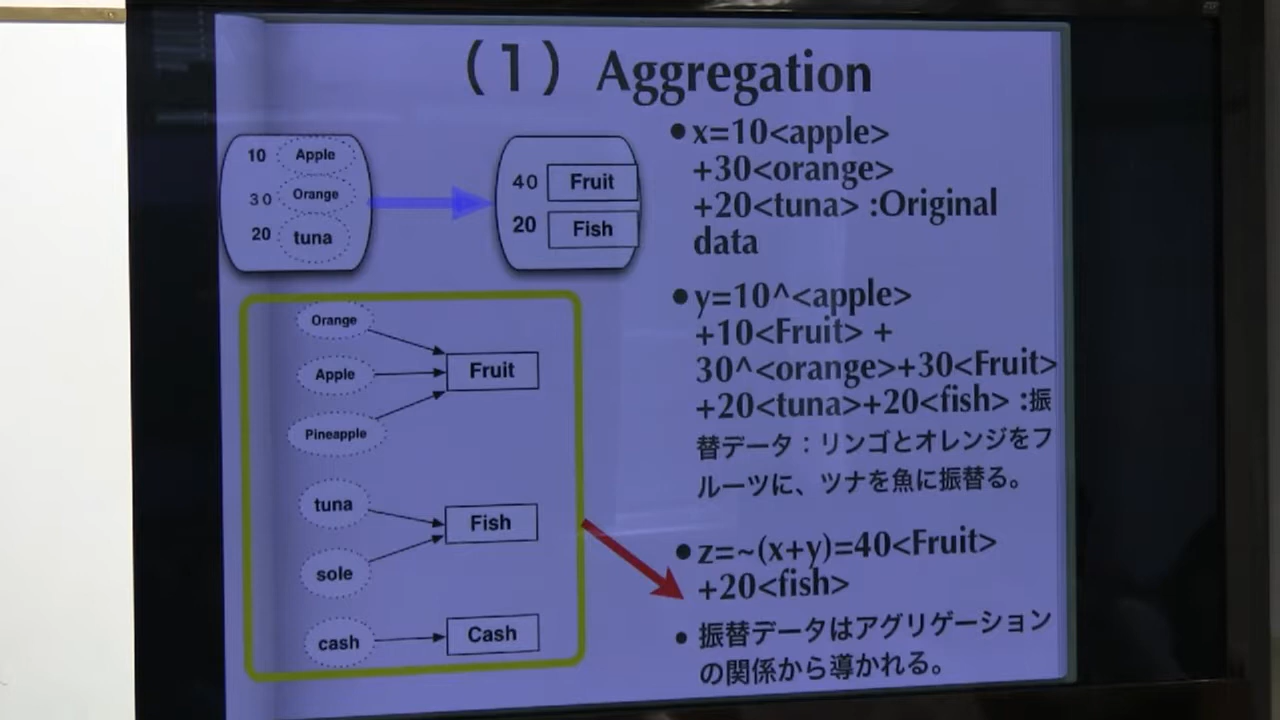 （１）Aggregation
10 Apple
30 Orange
20 tuna
40 Fruit
20 Fish
Orange
Apple
Pineapple
Fruit
tuna
sole
Fish
cash
Cash
●x=10<apple>
+30<orange>
+20<tuna> :Original
data
●y=10^<apple>
+10<Fruit> +
30^<orange>+30<Fruit>
+20<tuna>+20<fish> :振
替データ：リンゴとオレンジをフ
ルーツに、ツナを魚に振替る。
●z=~(x+y)=40<Fruit>
+20<fish>
●振替データはアグリゲーション
の関係から導かれる。